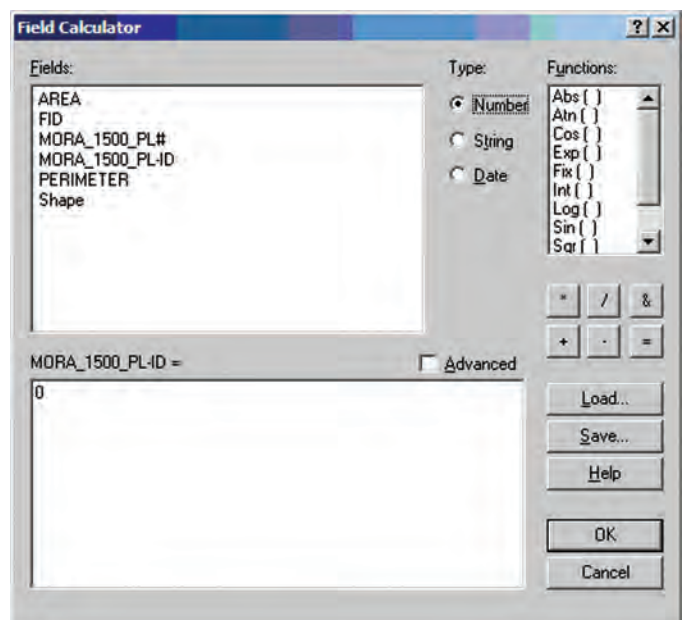 Field Calculator
? ×
Fields:
AREA
FID
MORA_1500_PL#
MORA_1500_PL-ID
PERIMETER
Shape
Type:
Number
String
Date
Functions:
Abs ( )
Atn ( )
Cos ( )
Exp ( )
Fix ( )
Int ( )
Log ( )
Sin ( )
Sqr ( )
* / &
+ - =
MORA_1500_PL-ID =
Advanced
0
Load...
Save...
Help
OK
Cancel